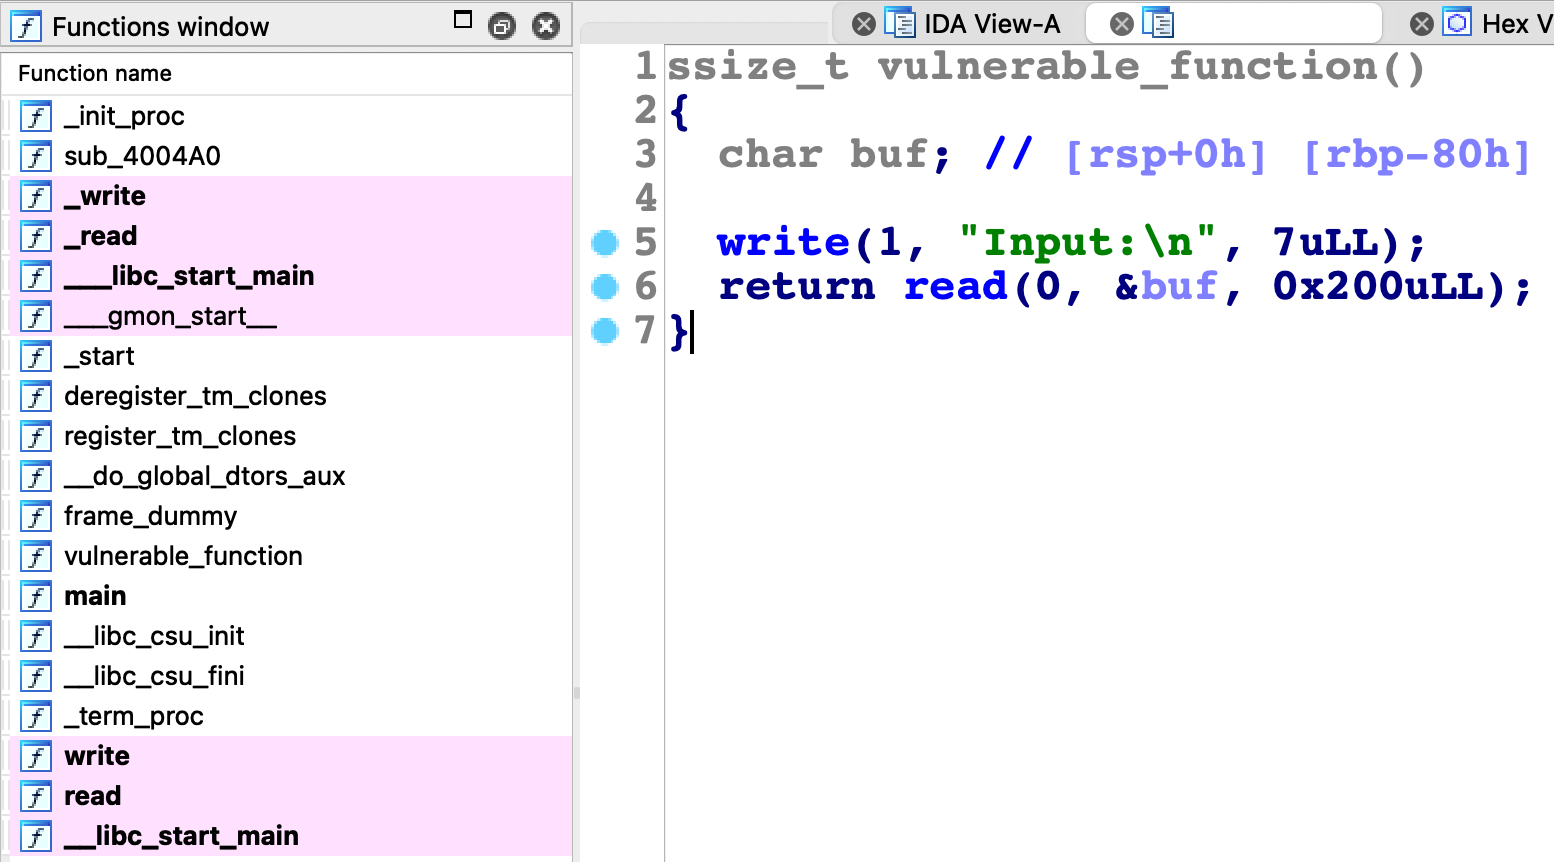 Functions window
Function name
_init_proc
sub_4004A0
_write
_read
___libc_start_main
___gmon_start__
_start
deregister_tm_clones
register_tm_clones
__do_global_dtors_aux
frame_dummy
vulnerable_function
main
__libc_csu_init
__libc_csu_fini
_term_proc
write
read
__libc_start_main
IDA View-A
Hex V
1 ssize_t vulnerable_function()
2 {
3 char buf; // [rsp+0h] [rbp-80h]
4
5 write(1, "Input:\n", 7uLL);
6 return read(0, &buf, 0x200uLL);
7 }